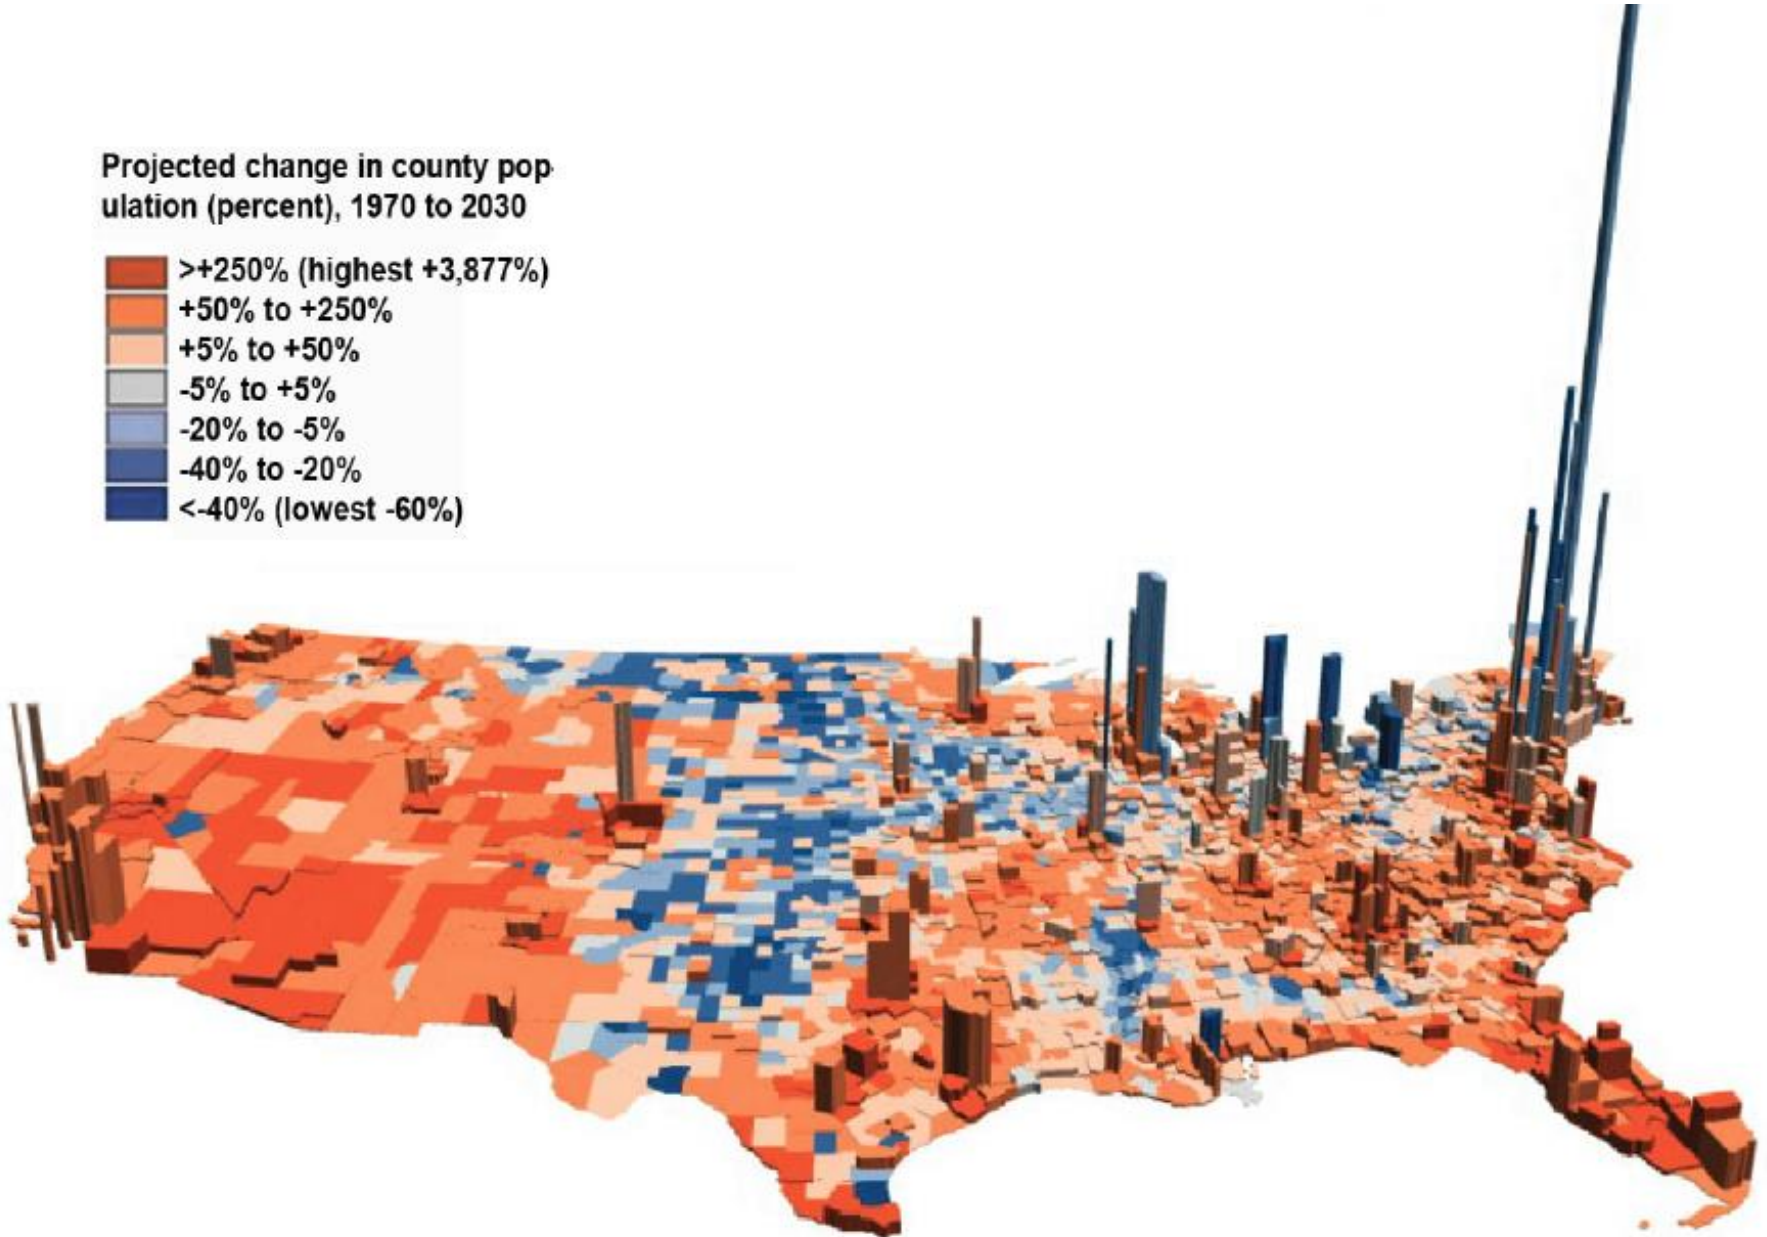 Projected change in county pop-
ulation (percent), 1970 to 2030
>+250% (highest +3,877%)
+50% to +250%
+5% to +50%
-5% to +5%
-20% to -5%
-40% to -20%
<-40% (lowest -60%)